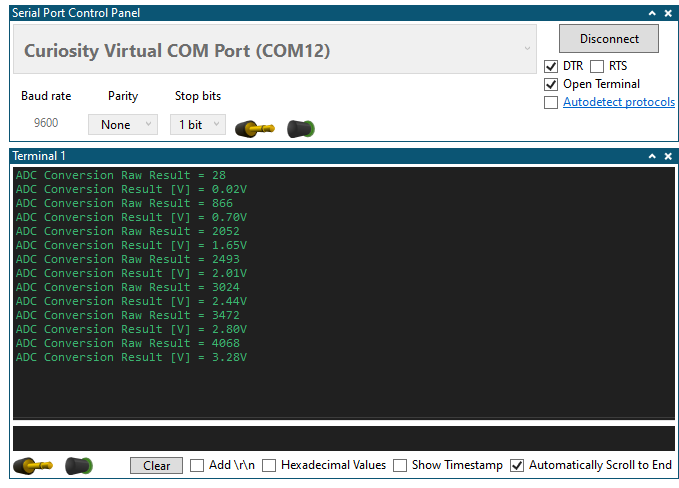 Serial Port Control Panel
Curiosity Virtual COM Port (COM12)
Disconnect
DTR RTS
Open Terminal
Autodetect protocols
Baud rate Parity Stop bits
9600 None 1 bit
Terminal 1
ADC Conversion Raw Result = 28
ADC Conversion Result [V] = 0.02V
ADC Conversion Raw Result = 866
ADC Conversion Result [V] = 0.70V
ADC Conversion Raw Result = 2052
ADC Conversion Result [V] = 1.65V
ADC Conversion Raw Result = 2493
ADC Conversion Result [V] = 2.01V
ADC Conversion Raw Result = 3024
ADC Conversion Result [V] = 2.44V
ADC Conversion Raw Result = 3472
ADC Conversion Result [V] = 2.80V
ADC Conversion Raw Result = 4068
ADC Conversion Result [V] = 3.28V
Clear Add \r\n Hexadecimal Values Show Timestamp Automatically Scroll to End